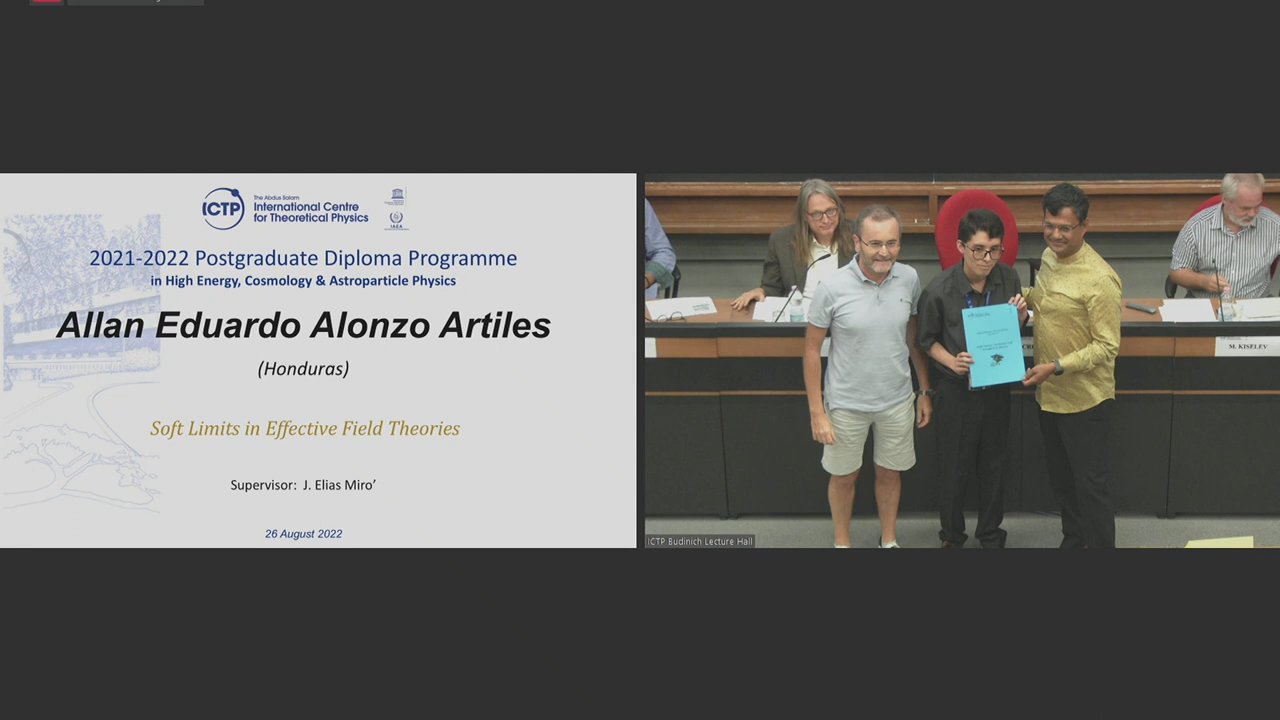 ICTP
The Abdus Salam
International Centre
for Theoretical Physics
IAEA
2021-2022 Postgraduate Diploma Programme
in High Energy, Cosmology & Astroparticle Physics
Allan Eduardo Alonzo Artiles
(Honduras)
Soft Limits in Effective Field Theories
Supervisor: J. Elias Miro’
26 August 2022
M. KISELEV
ICTP Budinich Lecture Hall